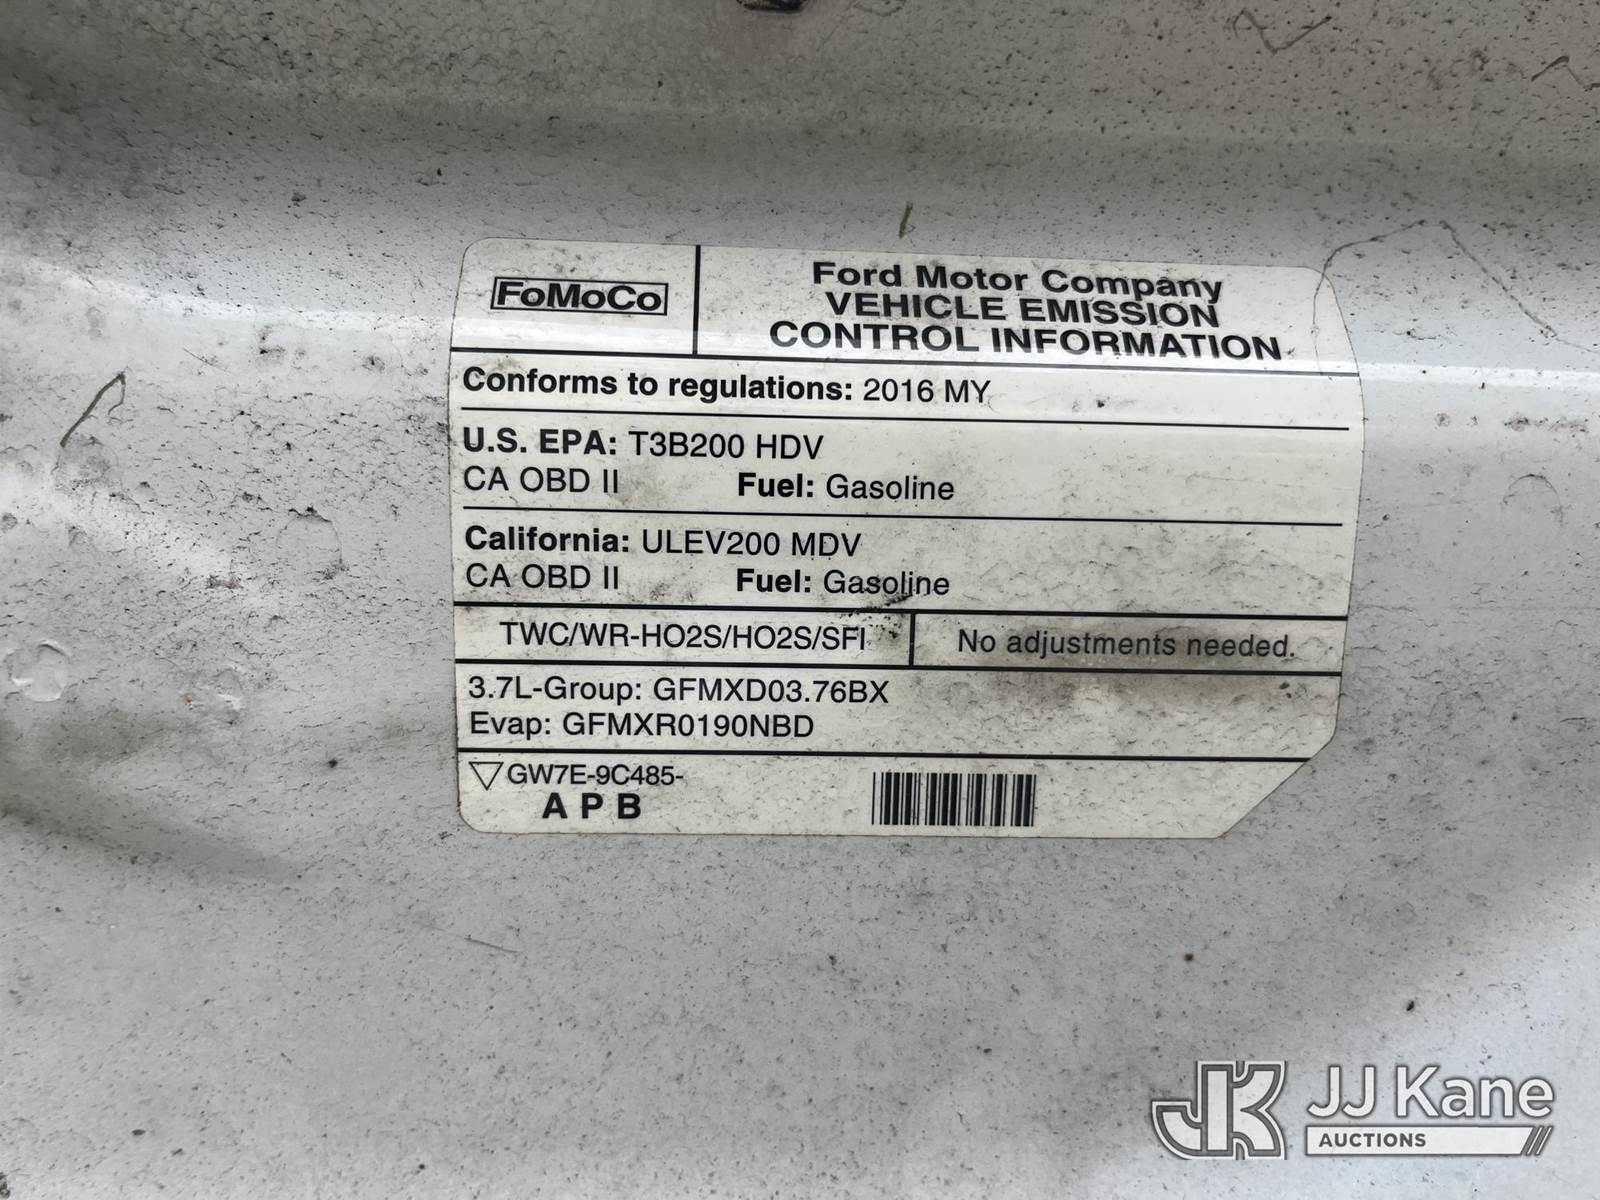 FoMoCo
Ford Motor Company
VEHICLE EMISSION
CONTROL INFORMATION
Conforms to regulations: 2016 MY
U.S. EPA: T3B200 HDV
CA OBD II Fuel: Gasoline
California: ULEV200 MDV
CA OBD II Fuel: Gasoline
TWC/WR-HO2S/HO2S/SFI
No adjustments needed.
3.7L-Group: GFMXD03.76BX
Evap: GFMXR0190NBD
GW7E-9C485-
A P B
JK JJ Kane
AUCTIONS